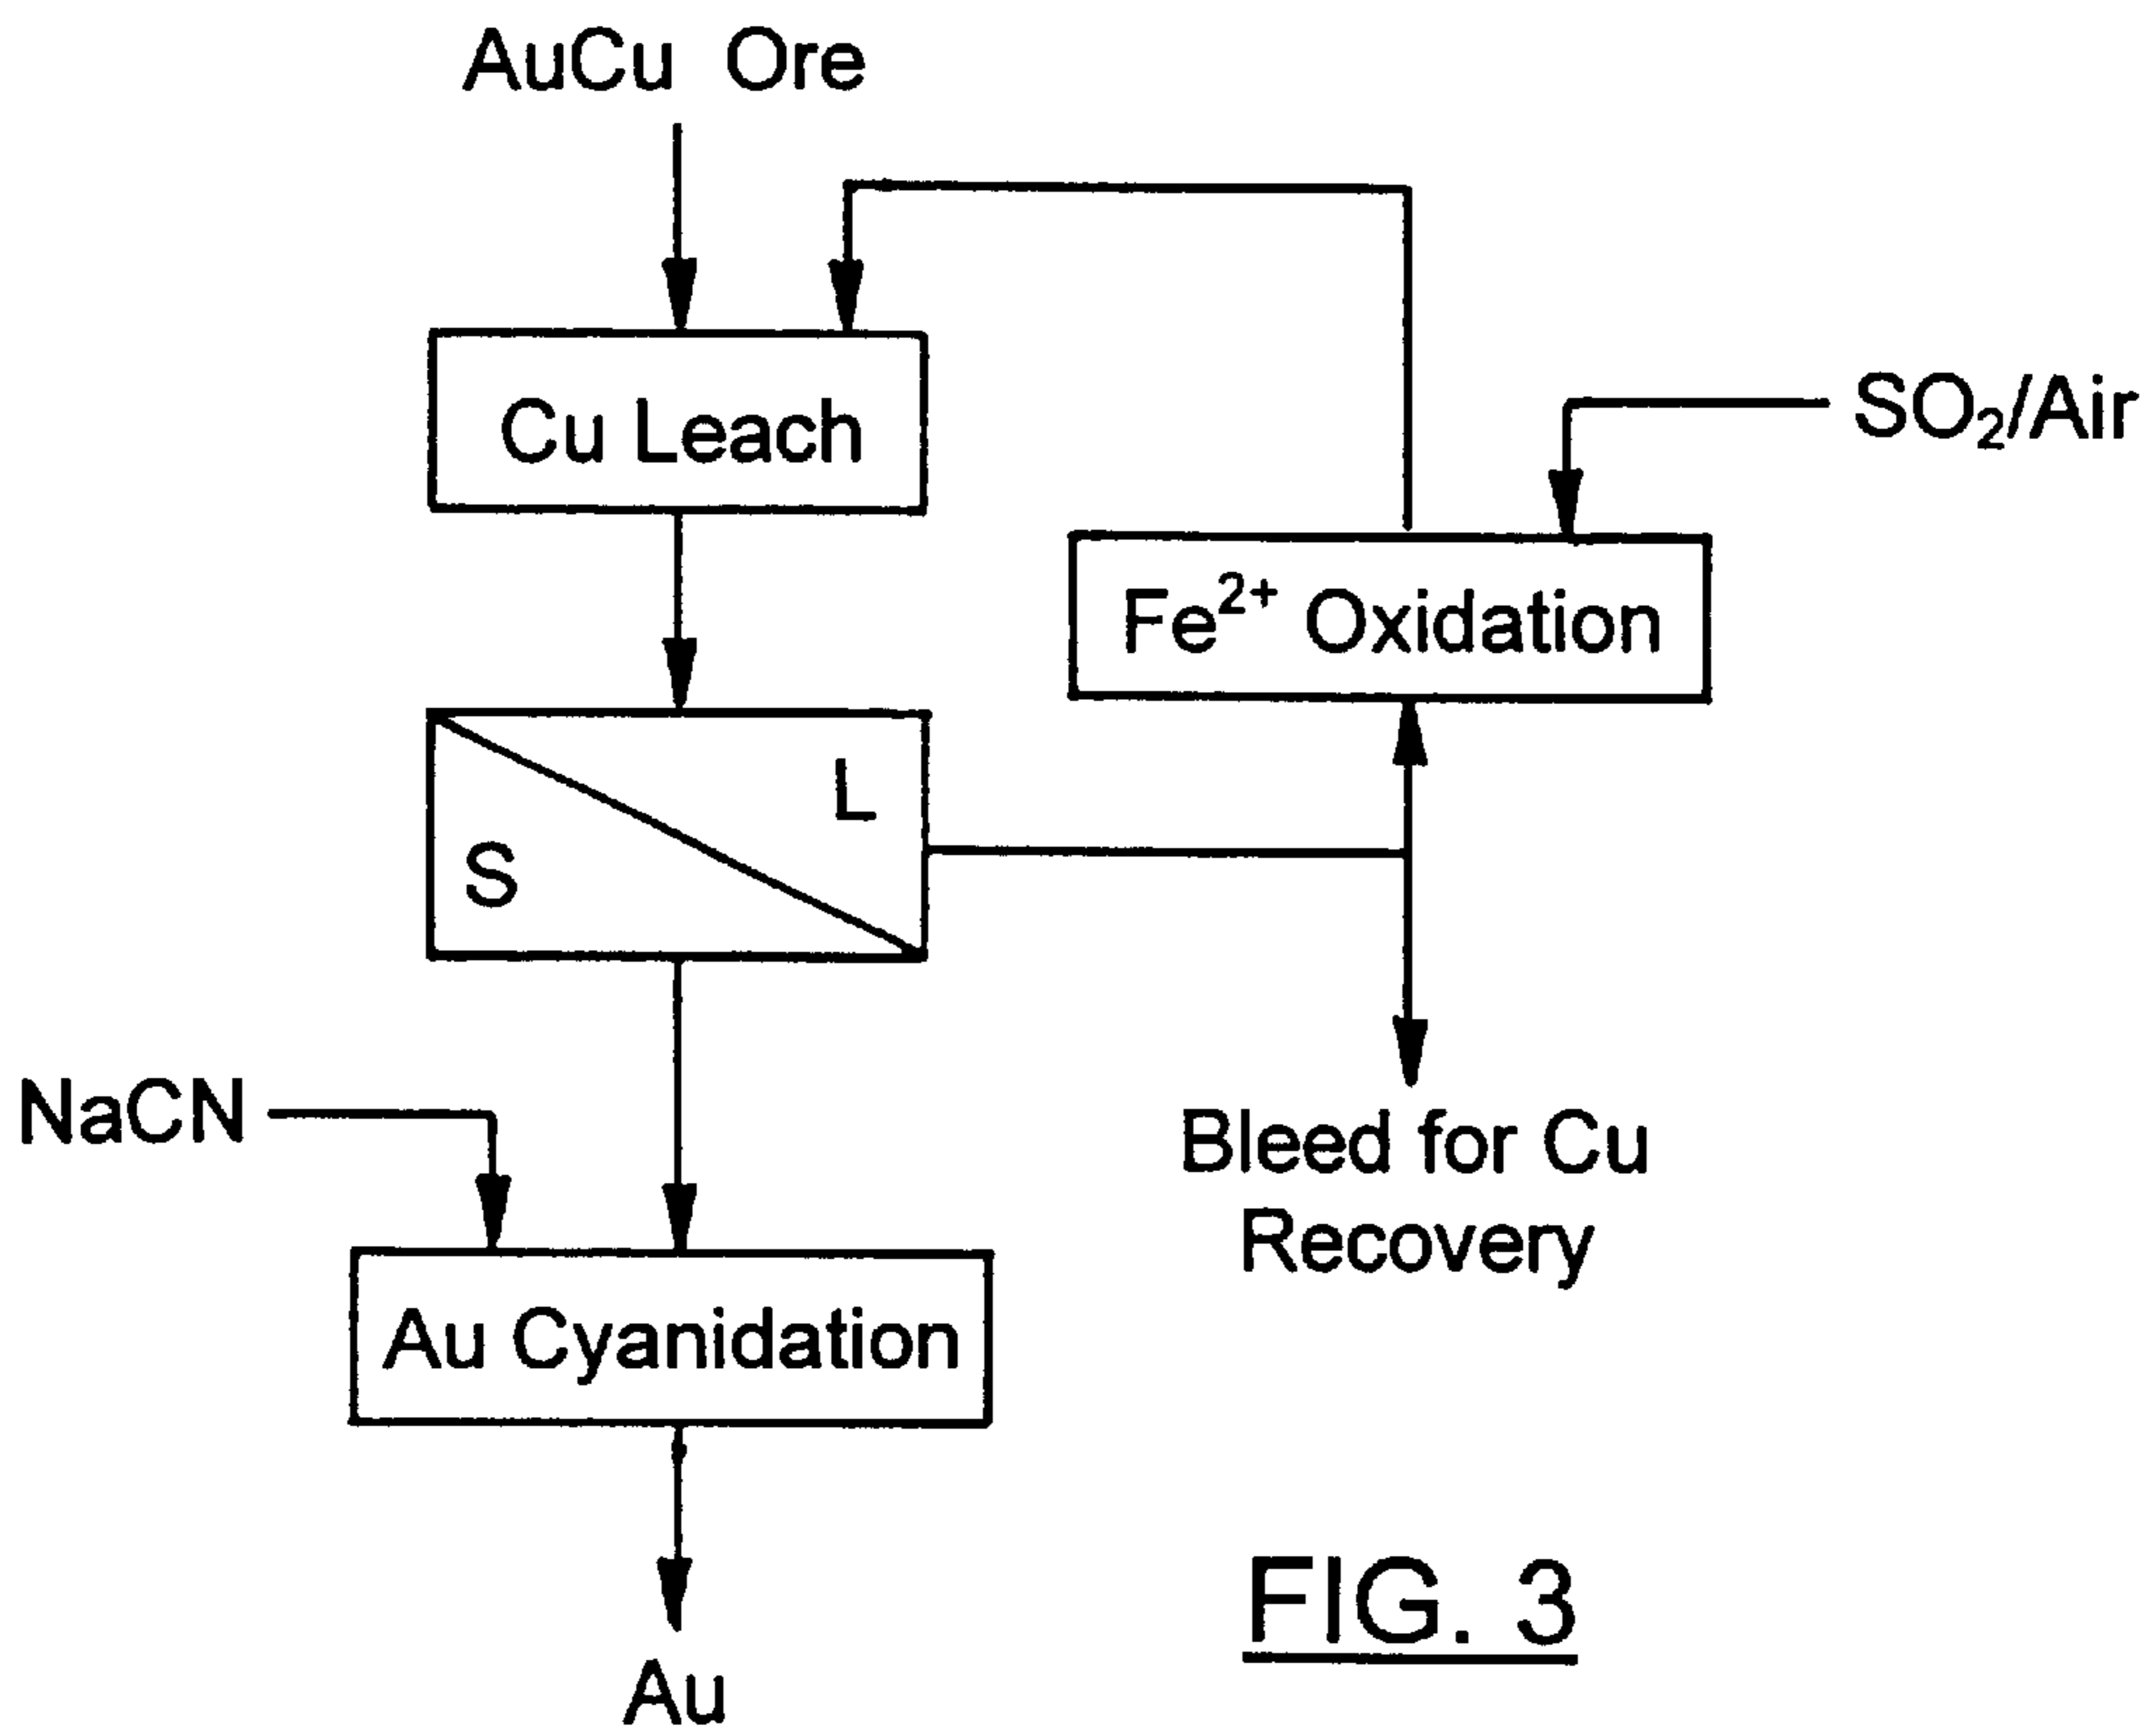 AuCu Ore
Cu Leach
SO₂/Air
Fe²⁺ Oxidation
L
S
NaCN
Bleed for Cu
Recovery
Au Cyanidation
Au
FIG. 3